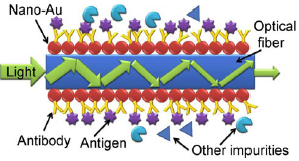 Nano-Au
Optical
fiber
Light
Antibody
Antigen
Other impurities